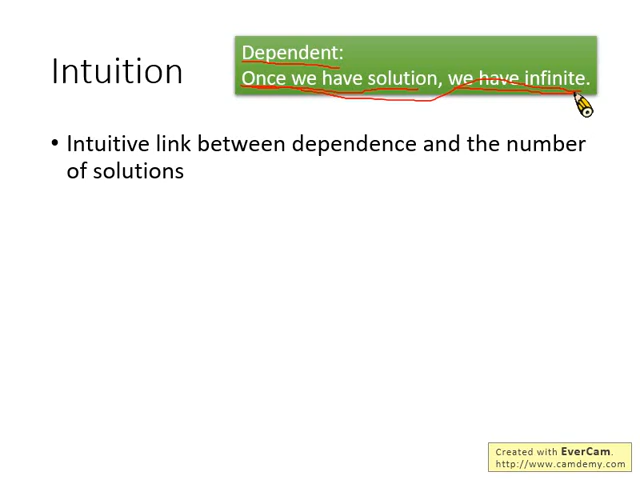 Dependent:
Once we have solution, we have infinite.
Intuition
• Intuitive link between dependence and the number
of solutions
Created with EverCam.
http://www.camdemy.com